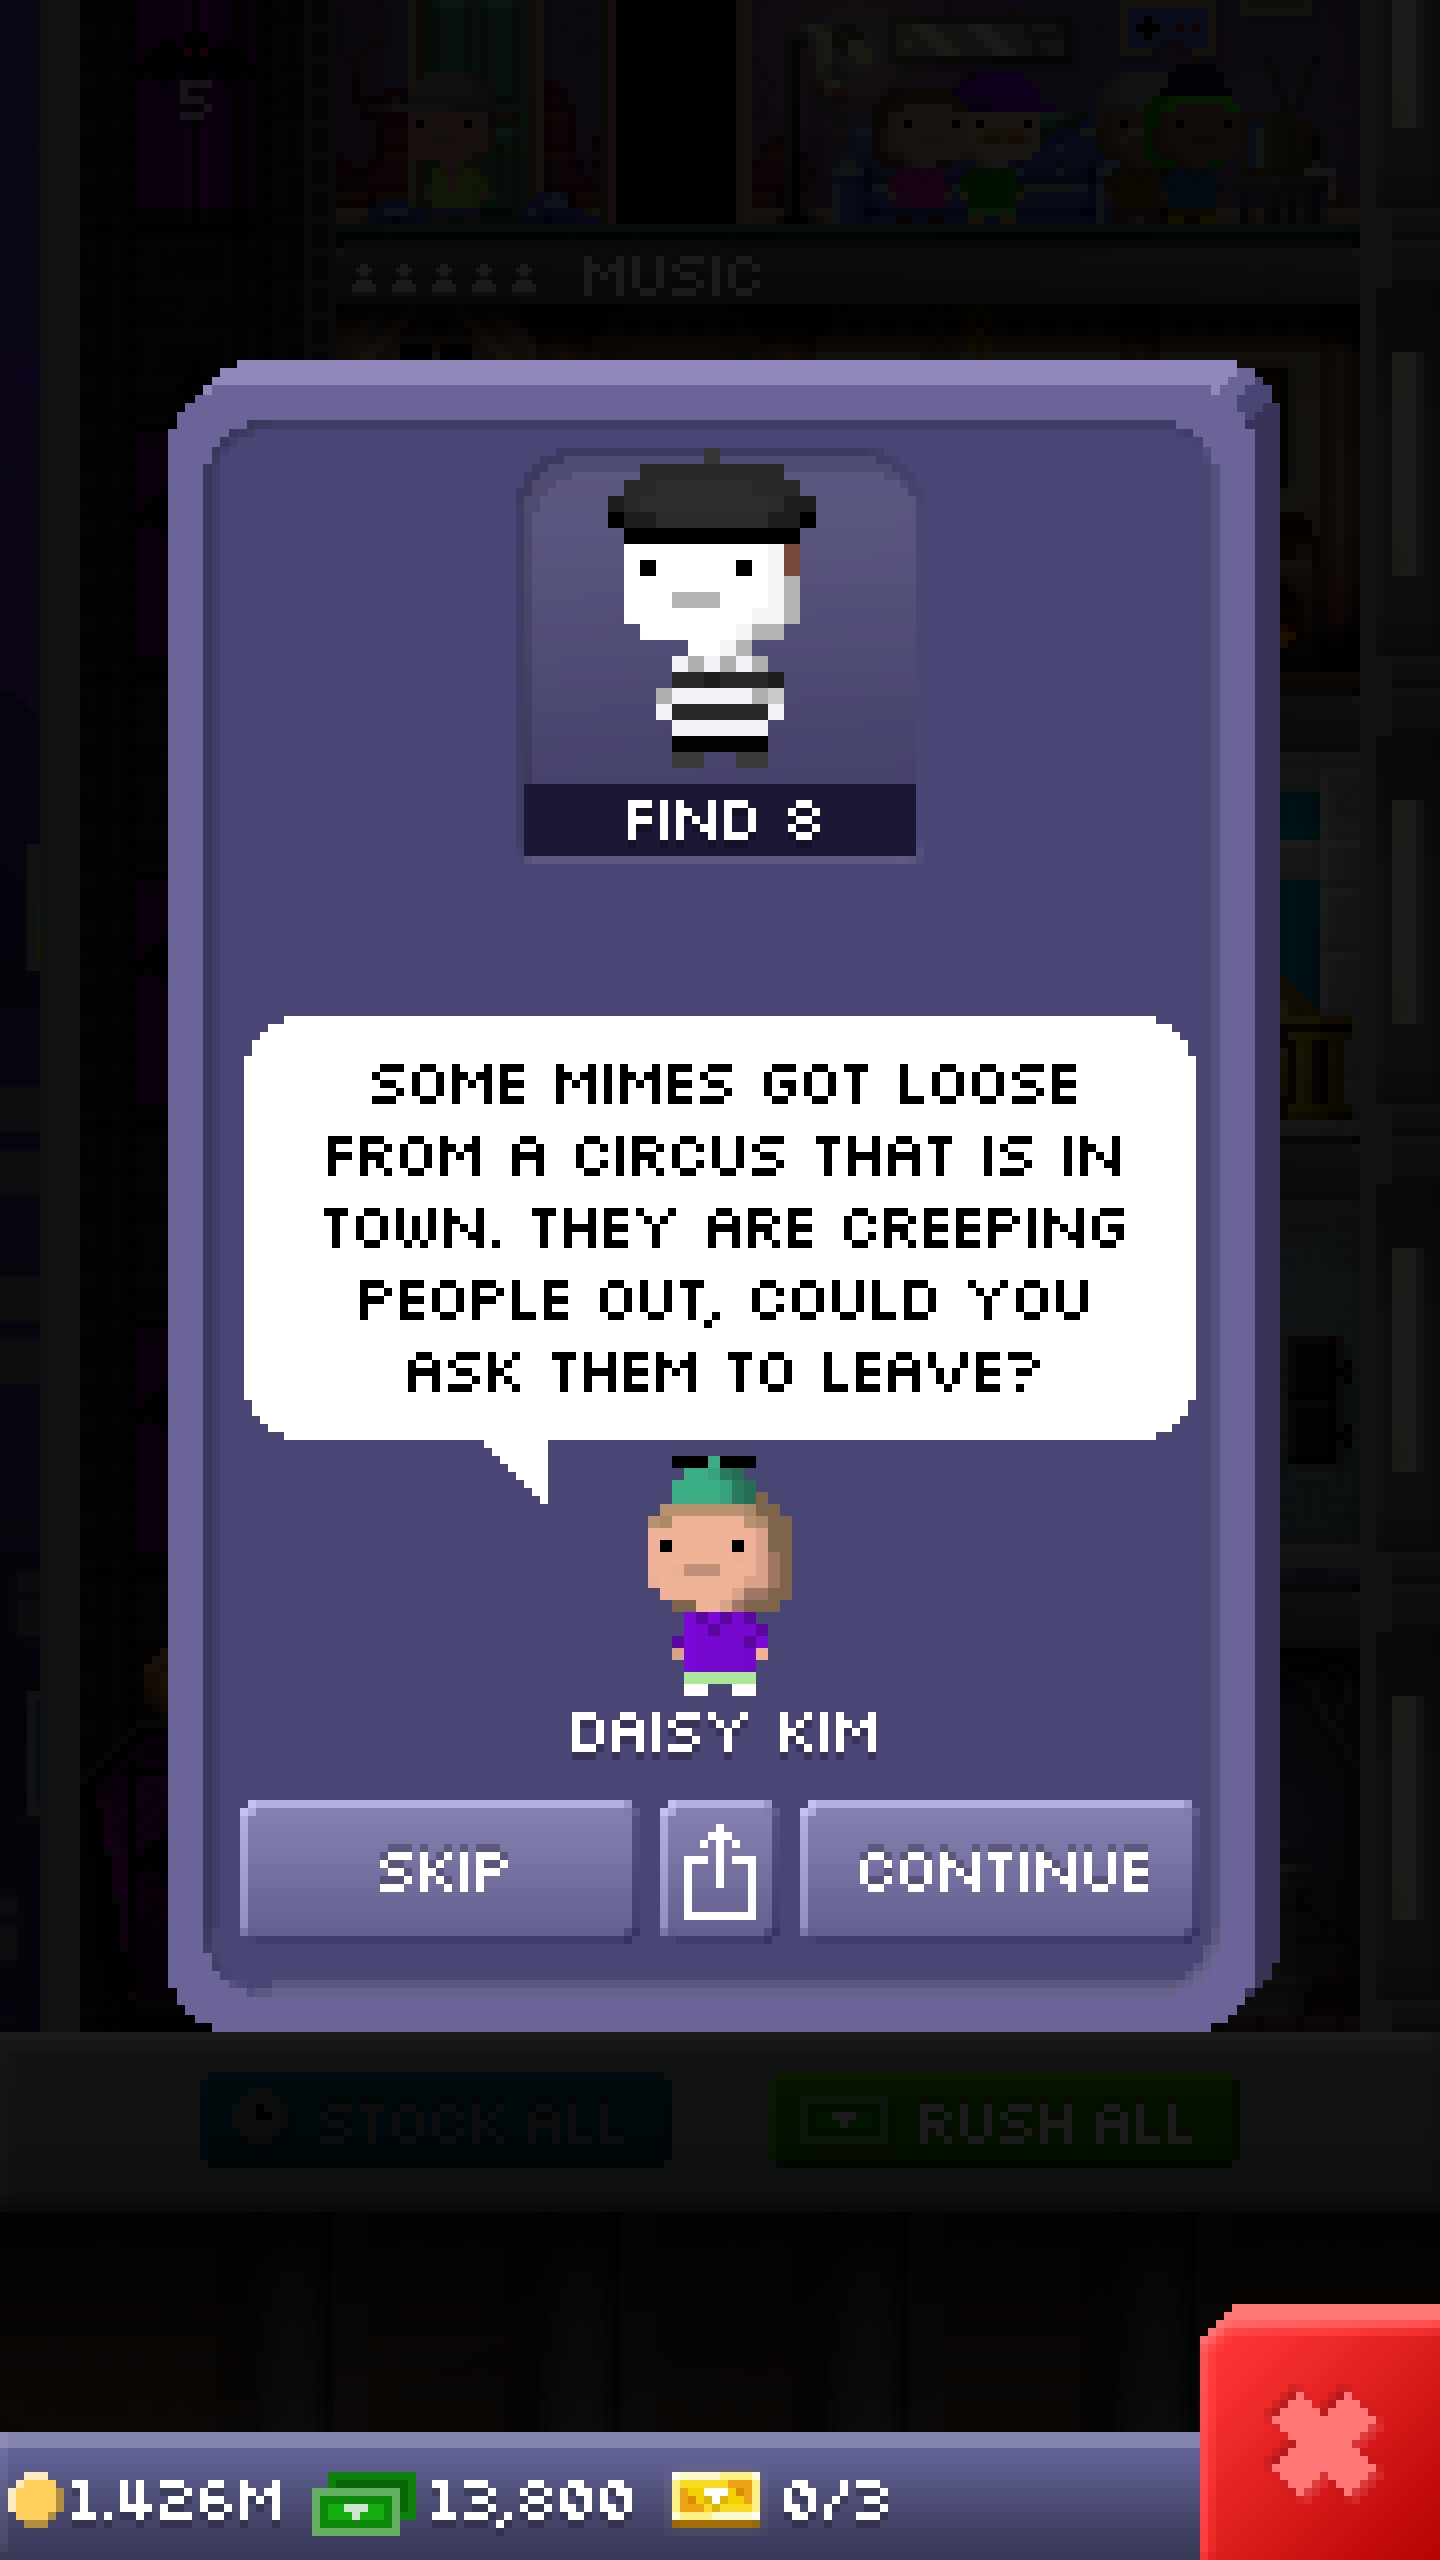 5
MUSIC
FIND 8
SOME MIMES GOT LOOSE
FROM A CIRCUS THAT IS IN
TOWN. THEY ARE CREEPING
PEOPLE OUT, COULD YOU
ASK THEM TO LEAVE?
DAISY KIM
SKIP
CONTINUE
STOCK ALL
RUSH ALL
1.426M
13,800
0/3